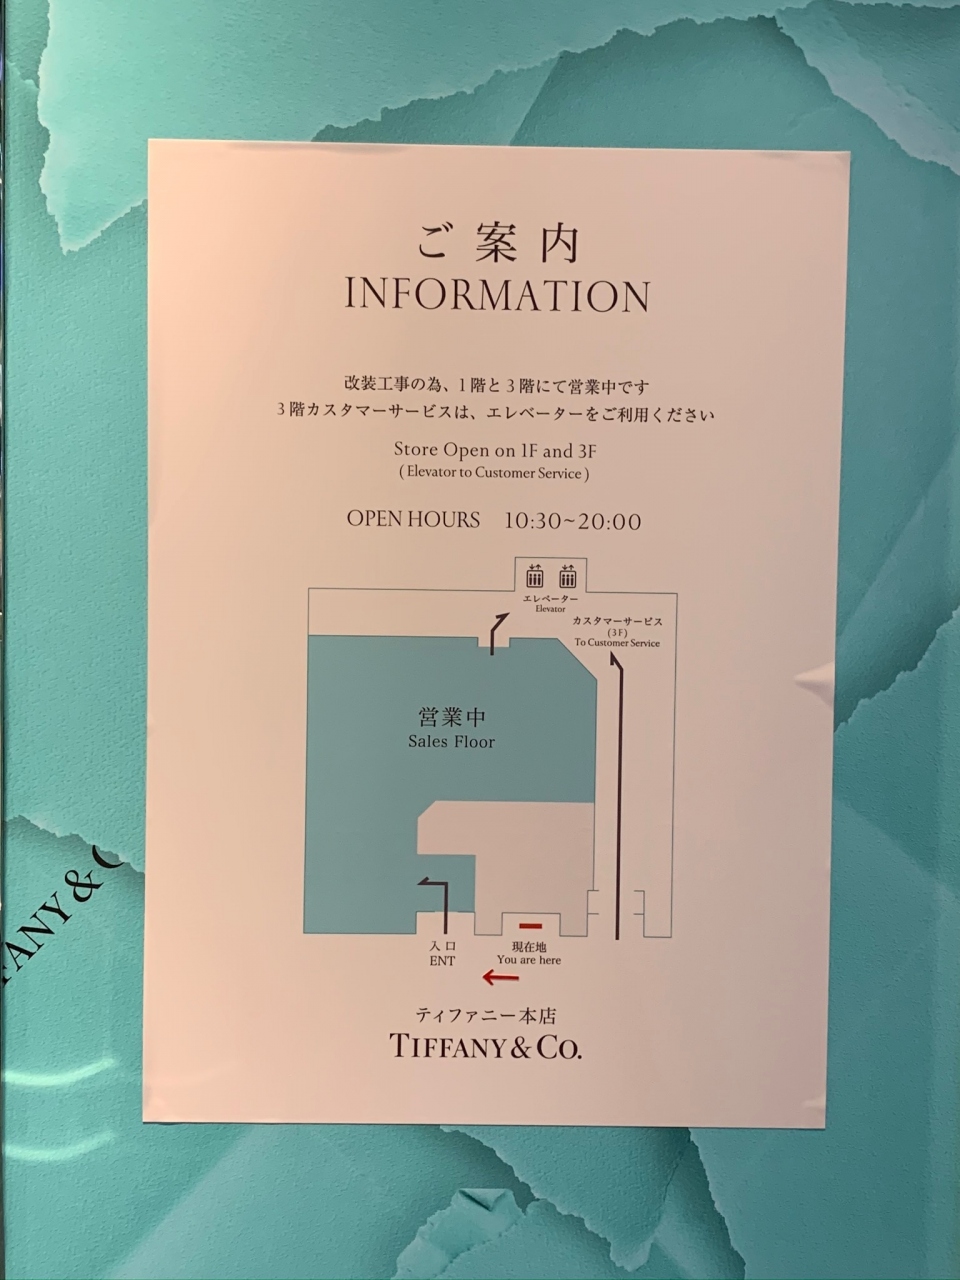 ご案内
INFORMATION
改装工事の為、1階と3階にて営業中です
3階カスタマーサービスは、エレベーターをご利用ください
Store Open on 1F and 3F
( Elevator to Customer Service )
OPEN HOURS 10:30~20:00
エレベーター
Elevator
カスタマーサービス
(3F)
To Customer Service
営業中
Sales Floor
入口
ENT
現在地
You are here
ティファニー本店
TIFFANY & CO.
FANY & C